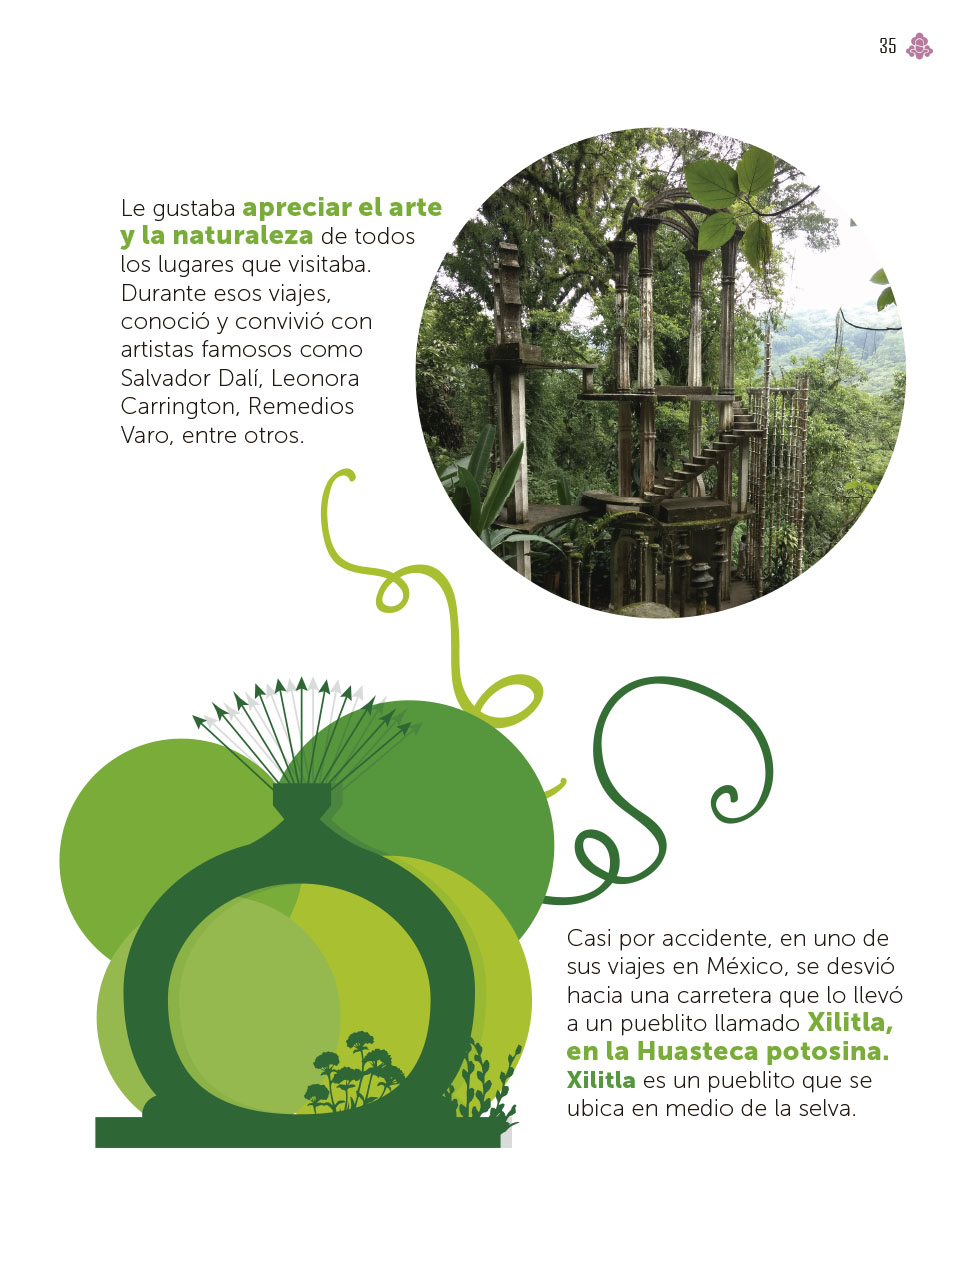 35
Le gustaba apreciar el arte
y la naturaleza de todos
los lugares que visitaba.
Durante esos viajes,
conoció y convivió con
artistas famosos como
Salvador Dalí, Leonora
Carrington, Remedios
Varo, entre otros.
Casi por accidente, en uno de
sus viajes en México, se desvió
hacia una carretera que lo llevó
a un pueblito llamado Xilitla,
en la Huasteca potosina.
Xilitla es un pueblito que se
ubica en medio de la selva.